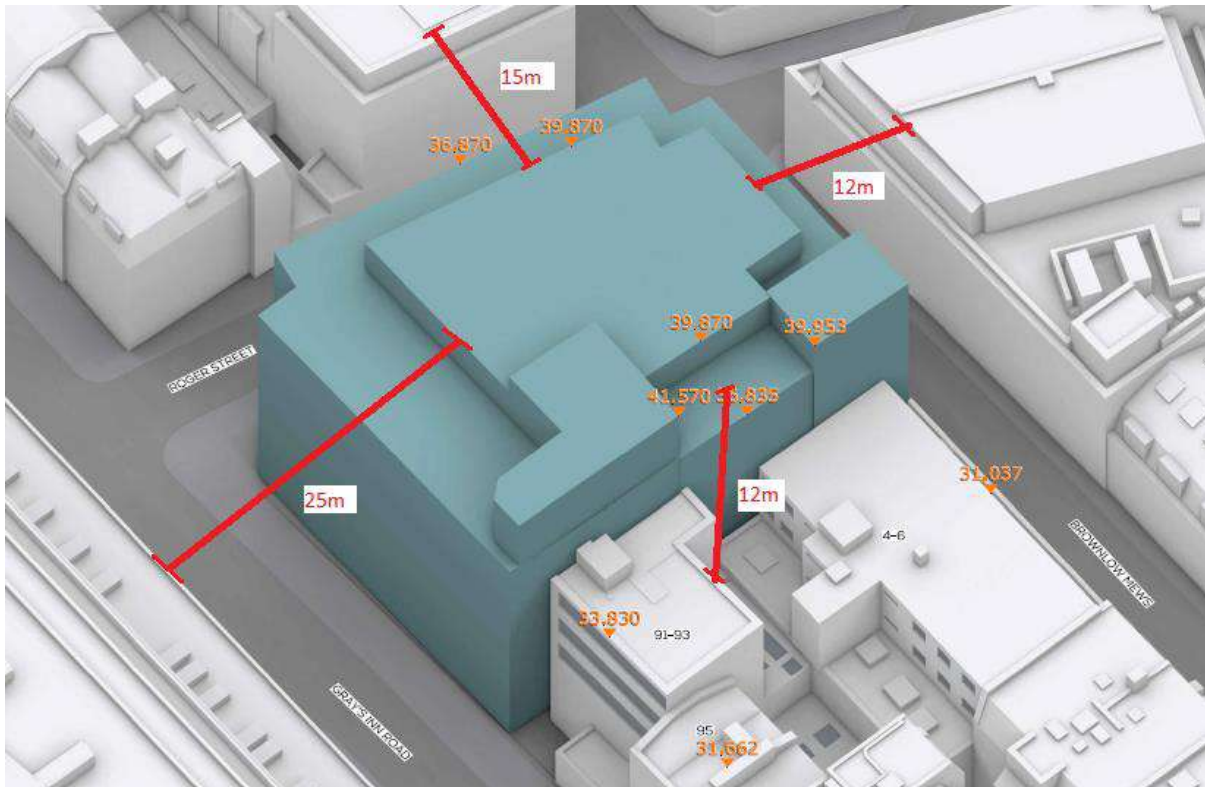 15m
36,870
39,870
12m
ROGER STREET
39,870
39,953
41,570
25m
12m
31,037
4-6
BROWNLOW MEWS
33,830
91-93
GRAY'S INN ROAD
95
31,662